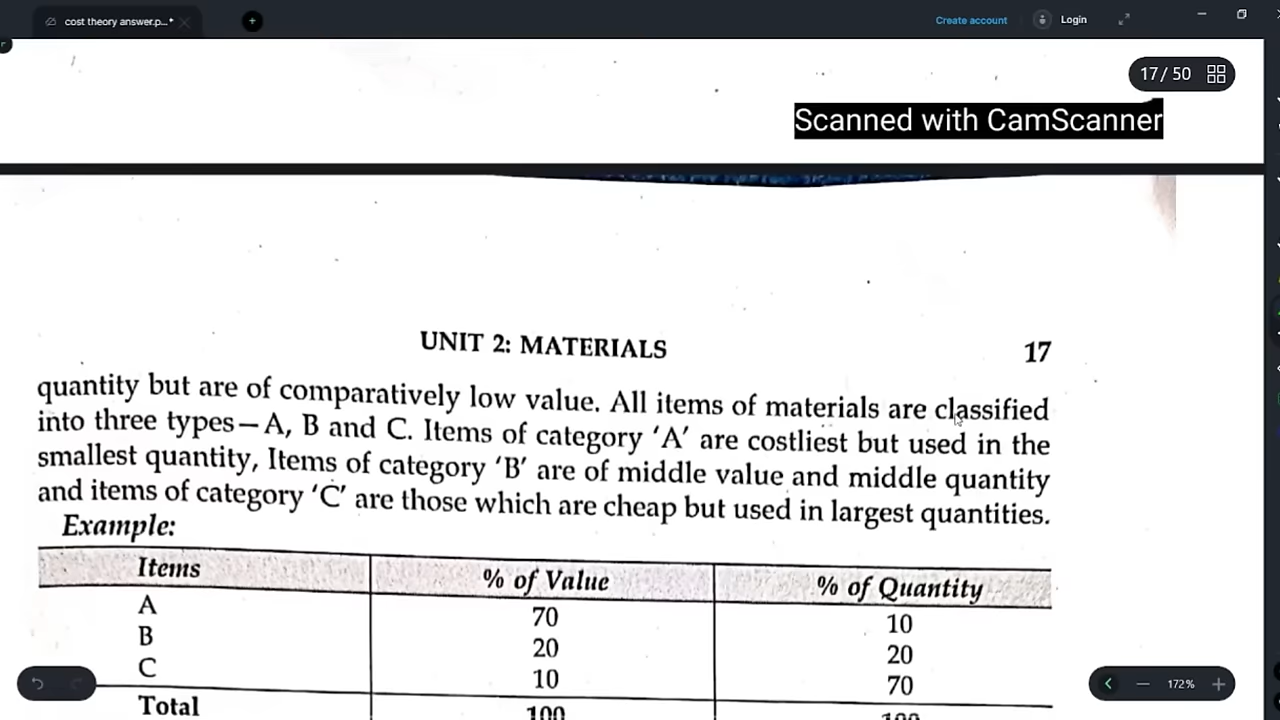 cost theory answer.p...*
Create account
Login
17 / 50
Scanned with CamScanner
UNIT 2: MATERIALS 17
quantity but are of comparatively low value. All items of materials are classified
into three types—A, B and C. Items of category 'A' are costliest but used in the
smallest quantity, Items of category 'B' are of middle value and middle quantity
and items of category 'C' are those which are cheap but used in largest quantities.
Example:
Items % of Value % of Quantity
A 70 10
B 20 20
C 10 70
Total 100 100
172%